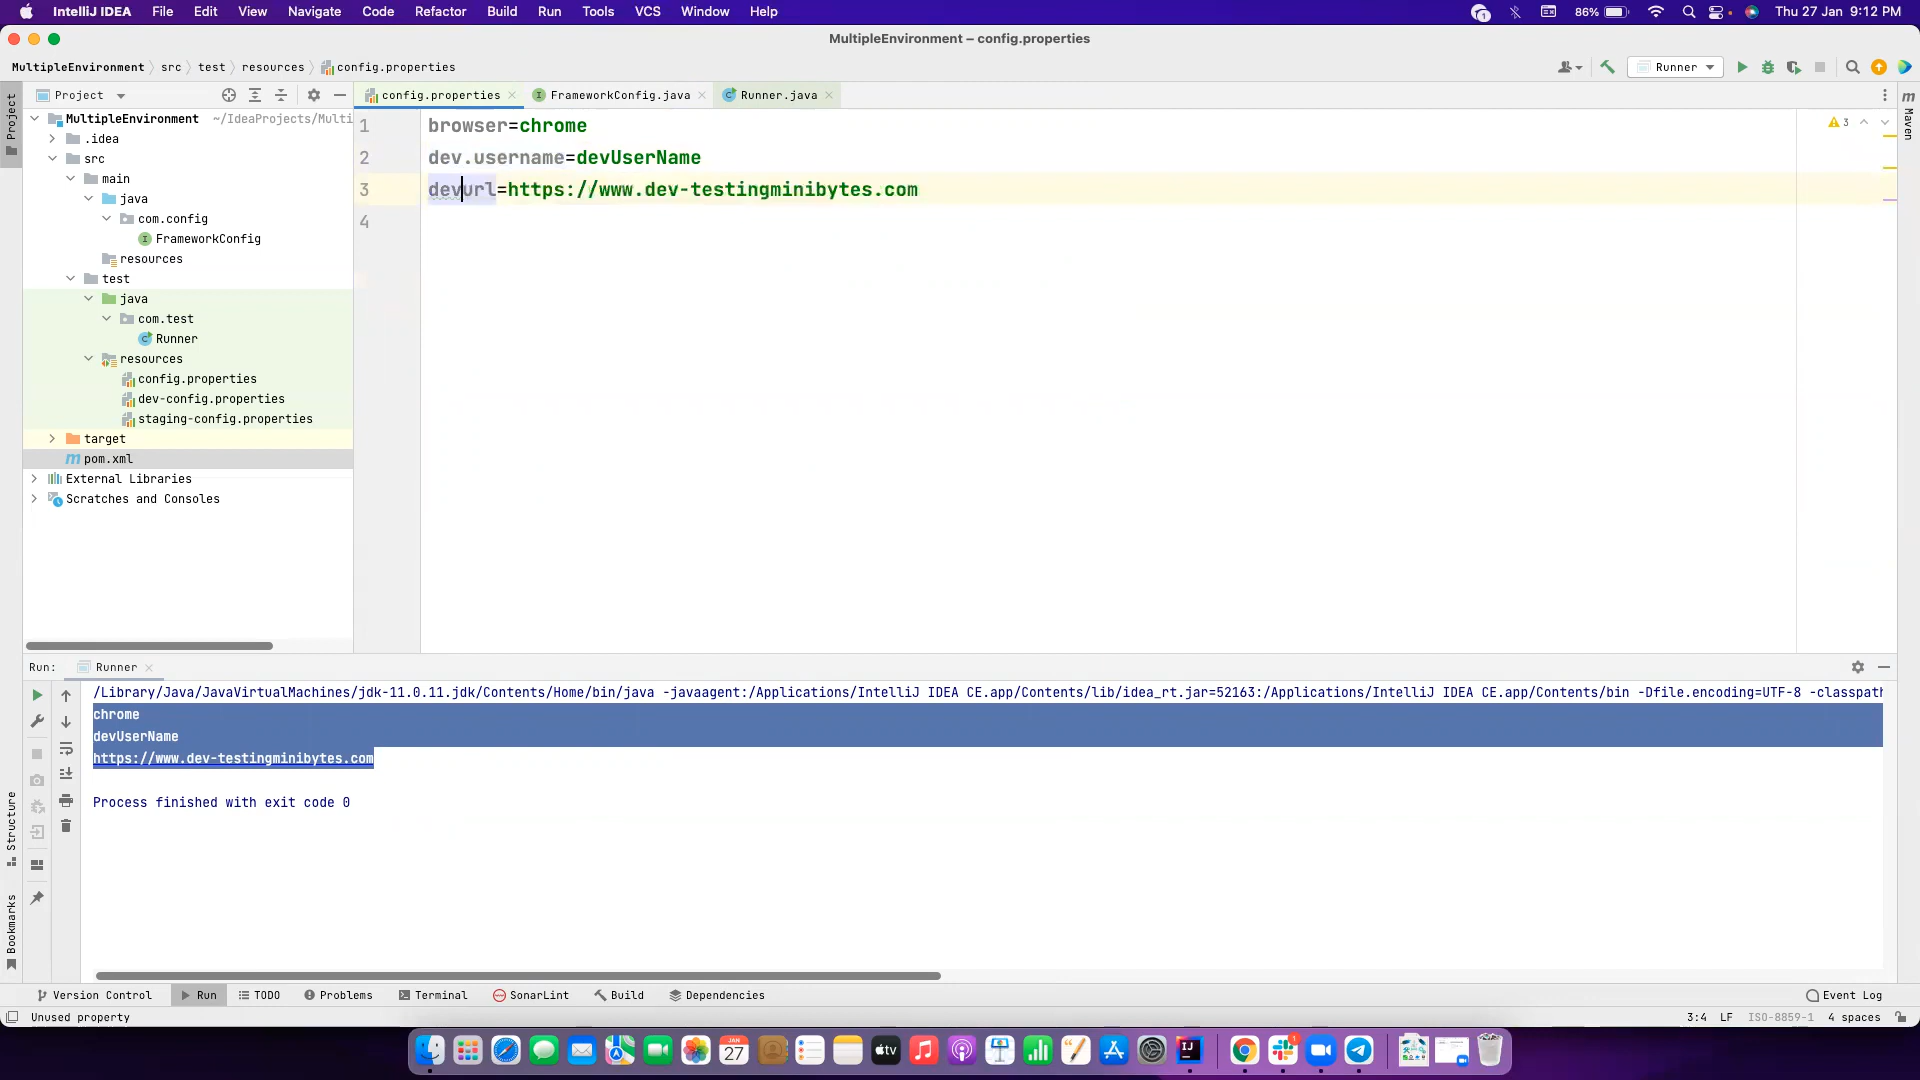 IntelliJ IDEA File Edit View Navigate Code Refactor Build Run Tools VCS Window Help 1 86% Thu 27 Jan 9:12 PM
MultipleEnvironment – config.properties
MultipleEnvironment src test resources config.properties Runner
Project config.properties FrameworkConfig.java Runner.java
Project
Maven
MultipleEnvironment ~/IdeaProjects/Multi
.idea
src
main
java
com.config
FrameworkConfig
resources
test
java
com.test
Runner
resources
config.properties
dev-config.properties
staging-config.properties
target
pom.xml
External Libraries
Scratches and Consoles
1 browser=chrome
2 dev.username=devUserName
3 devurl=https://www.dev-testingminibytes.com
4
3
Run: Runner
/Library/Java/JavaVirtualMachines/jdk-11.0.11.jdk/Contents/Home/bin/java -javaagent:/Applications/IntelliJ IDEA CE.app/Contents/lib/idea_rt.jar=52163:/Applications/IntelliJ IDEA CE.app/Contents/bin -Dfile.encoding=UTF-8 -classpath
chrome
devUserName
https://www.dev-testingminibytes.com
Process finished with exit code 0
Structure
Bookmarks
Version Control Run TODO Problems Terminal SonarLint Build Dependencies Event Log
Unused property 3:4 LF ISO-8859-1 4 spaces
JAN
27
tv
IJ
1